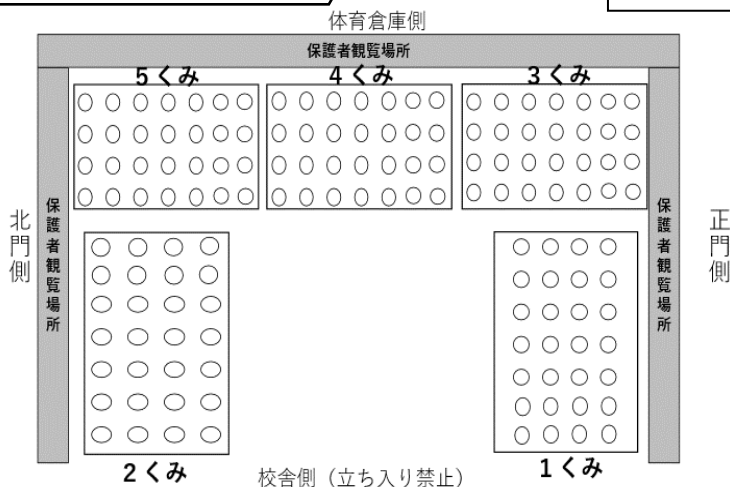 体育倉庫側
保護者観覧場所
5くみ
4くみ
3くみ
北門側
保護者観覧場所
保護者観覧場所
正門側
2くみ
校舎側（立ち入り禁止）
1くみ